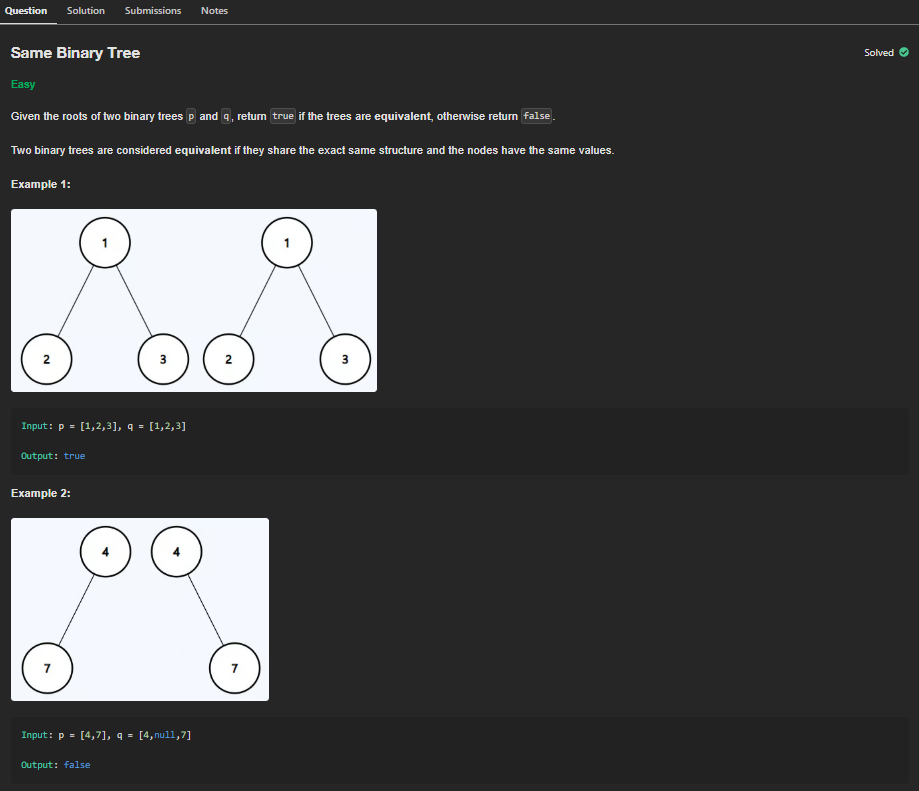 Question Solution Submissions Notes
Same Binary Tree
Solved
Easy
Given the roots of two binary trees p and q, return true if the trees are equivalent, otherwise return false.
Two binary trees are considered equivalent if they share the exact same structure and the nodes have the same values.
Example 1:
1 1
2 3 2 3
Input: p = [1,2,3], q = [1,2,3]
Output: true
Example 2:
4 4
7 7
Input: p = [4,7], q = [4,null,7]
Output: false